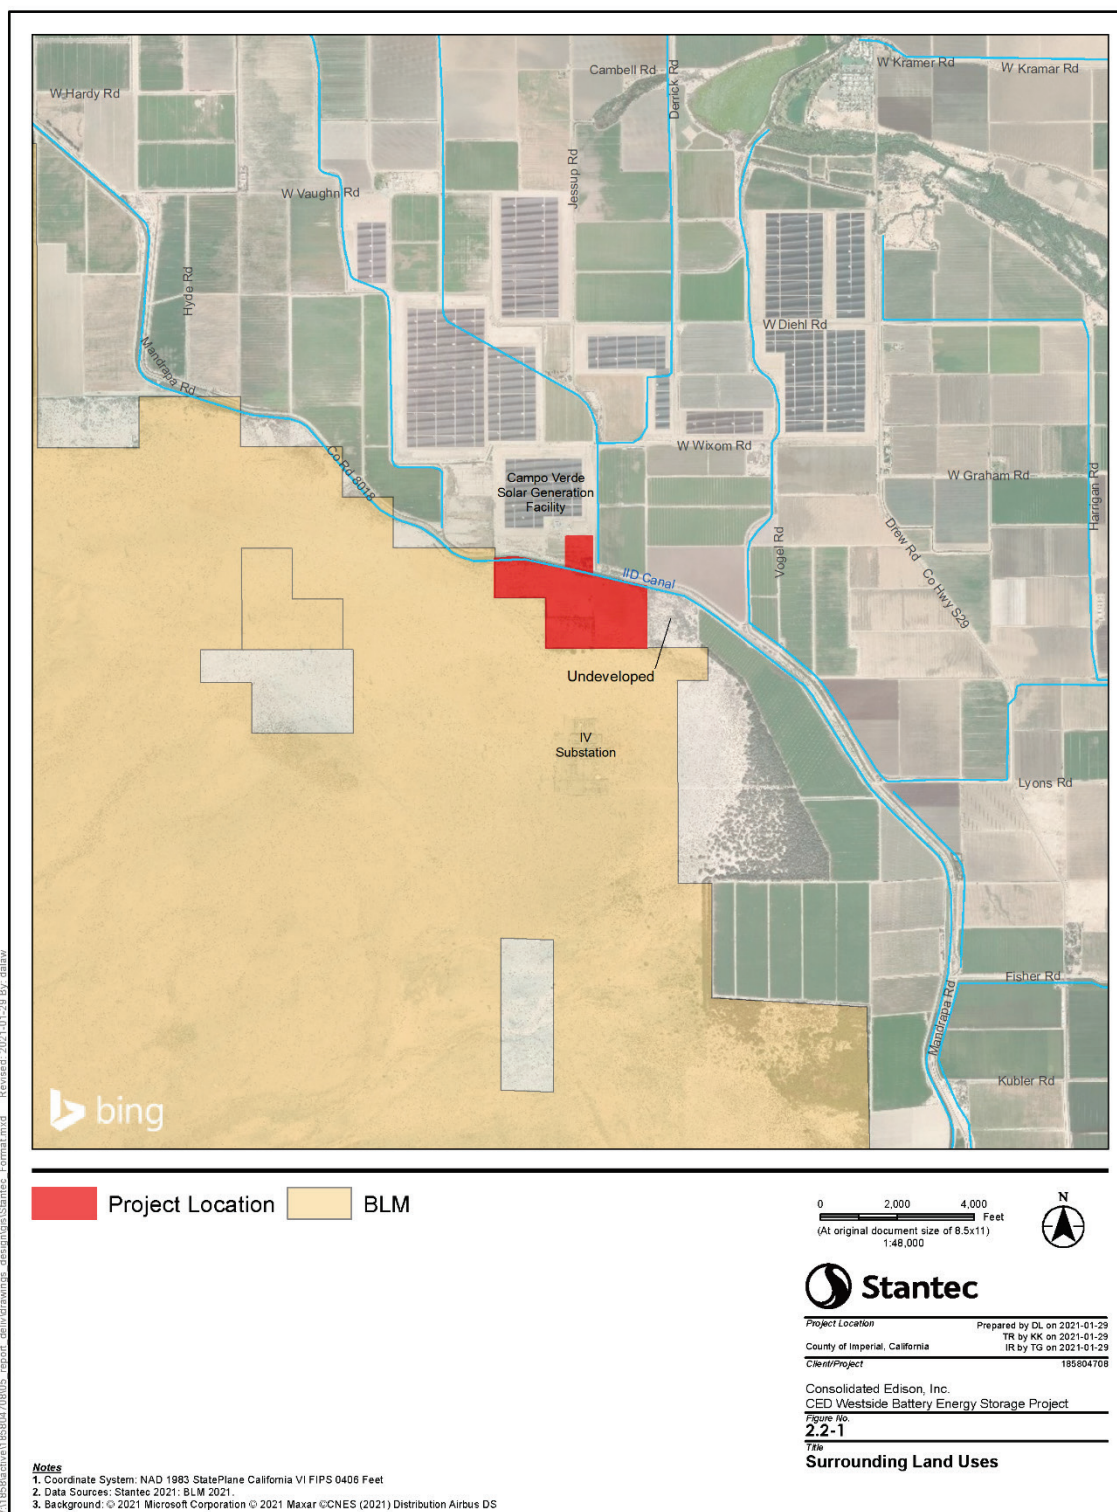 W Hardy Rd
Cambell Rd
Derrick Rd
W Kramer Rd
W Kramar Rd
W Vaughn Rd
Jessup Rd
Hyde Rd
W Diehl Rd
Mandrapa Rd
Co Rd 8018
W Wixom Rd
Campo Verde
Solar Generation
Facility
W Graham Rd
Harrigan Rd
Drew Rd
Co Hwy S29
Vogel Rd
IID Canal
Undeveloped
IV
Substation
Lyons Rd
Fisher Rd
Mandrapa Rd
Kubler Rd
bing
Project Location
BLM
0 2,000 4,000
Feet
(At original document size of 8.5x11)
1:48,000
N
Stantec
Project Location
Prepared by DL on 2021-01-29
TR by KK on 2021-01-29
County of Imperial, California
IR by TG on 2021-01-29
Client/Project
185804708
Consolidated Edison, Inc.
CED Westside Battery Energy Storage Project
Figure No.
2.2-1
Title
Surrounding Land Uses
Notes
1. Coordinate System: NAD 1983 StatePlane California VI FIPS 0406 Feet
2. Data Sources: Stantec 2021; BLM 2021.
3. Background: © 2021 Microsoft Corporation © 2021 Maxar ©CNES (2021) Distribution Airbus DS
Revised: 2021-01-29 By: dalaw